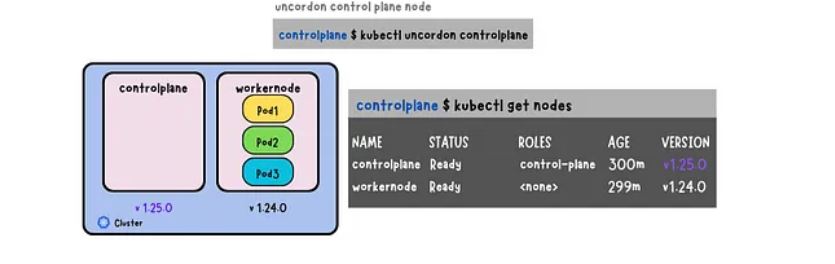 uncordon control plane node
controlplane $ kubectl uncordon controlplane
controlplane
workernode
Pod1
Pod2
Pod3
v 1.25.0
v 1.24.0
Cluster
controlplane $ kubectl get nodes
NAME STATUS ROLES AGE VERSION
controlplane Ready control-plane 300m v1.25.0
workernode Ready <none> 299m v1.24.0